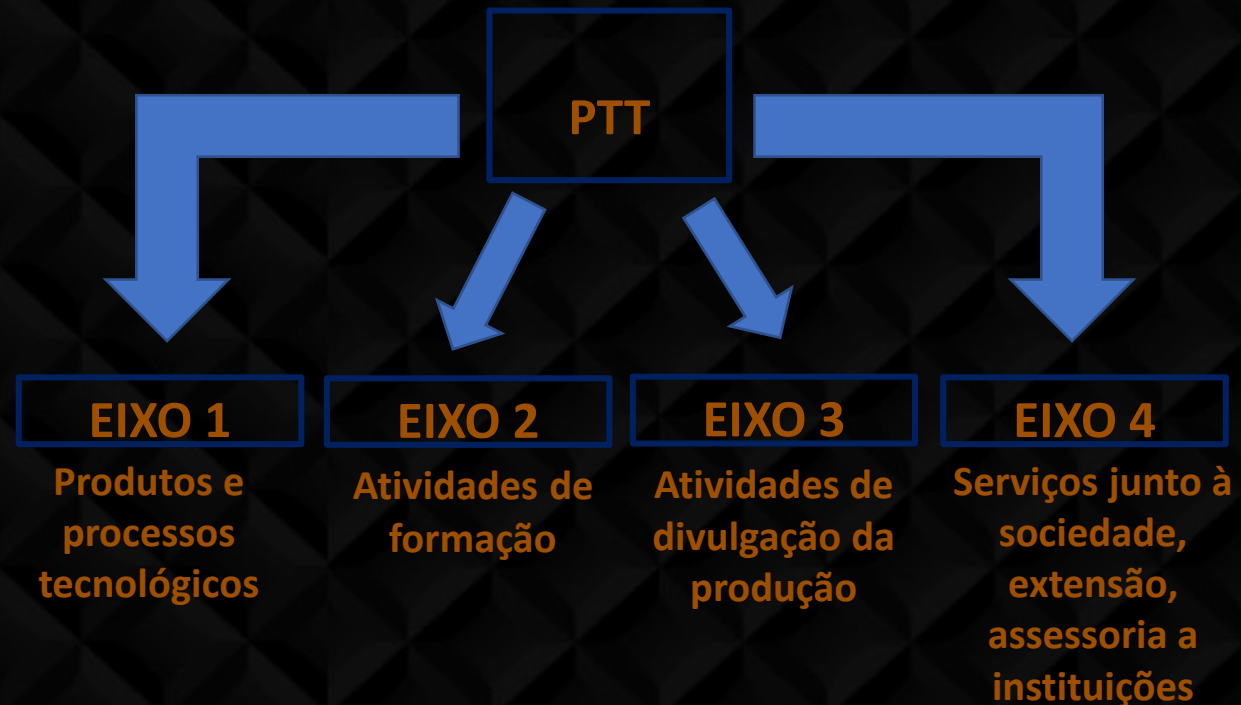 PTT
EIXO 1
Produtos e
processos
tecnológicos
EIXO 2
Atividades de
formação
EIXO 3
Atividades de
divulgação da
produção
EIXO 4
Serviços junto à
sociedade,
extensão,
assessoria a
instituições